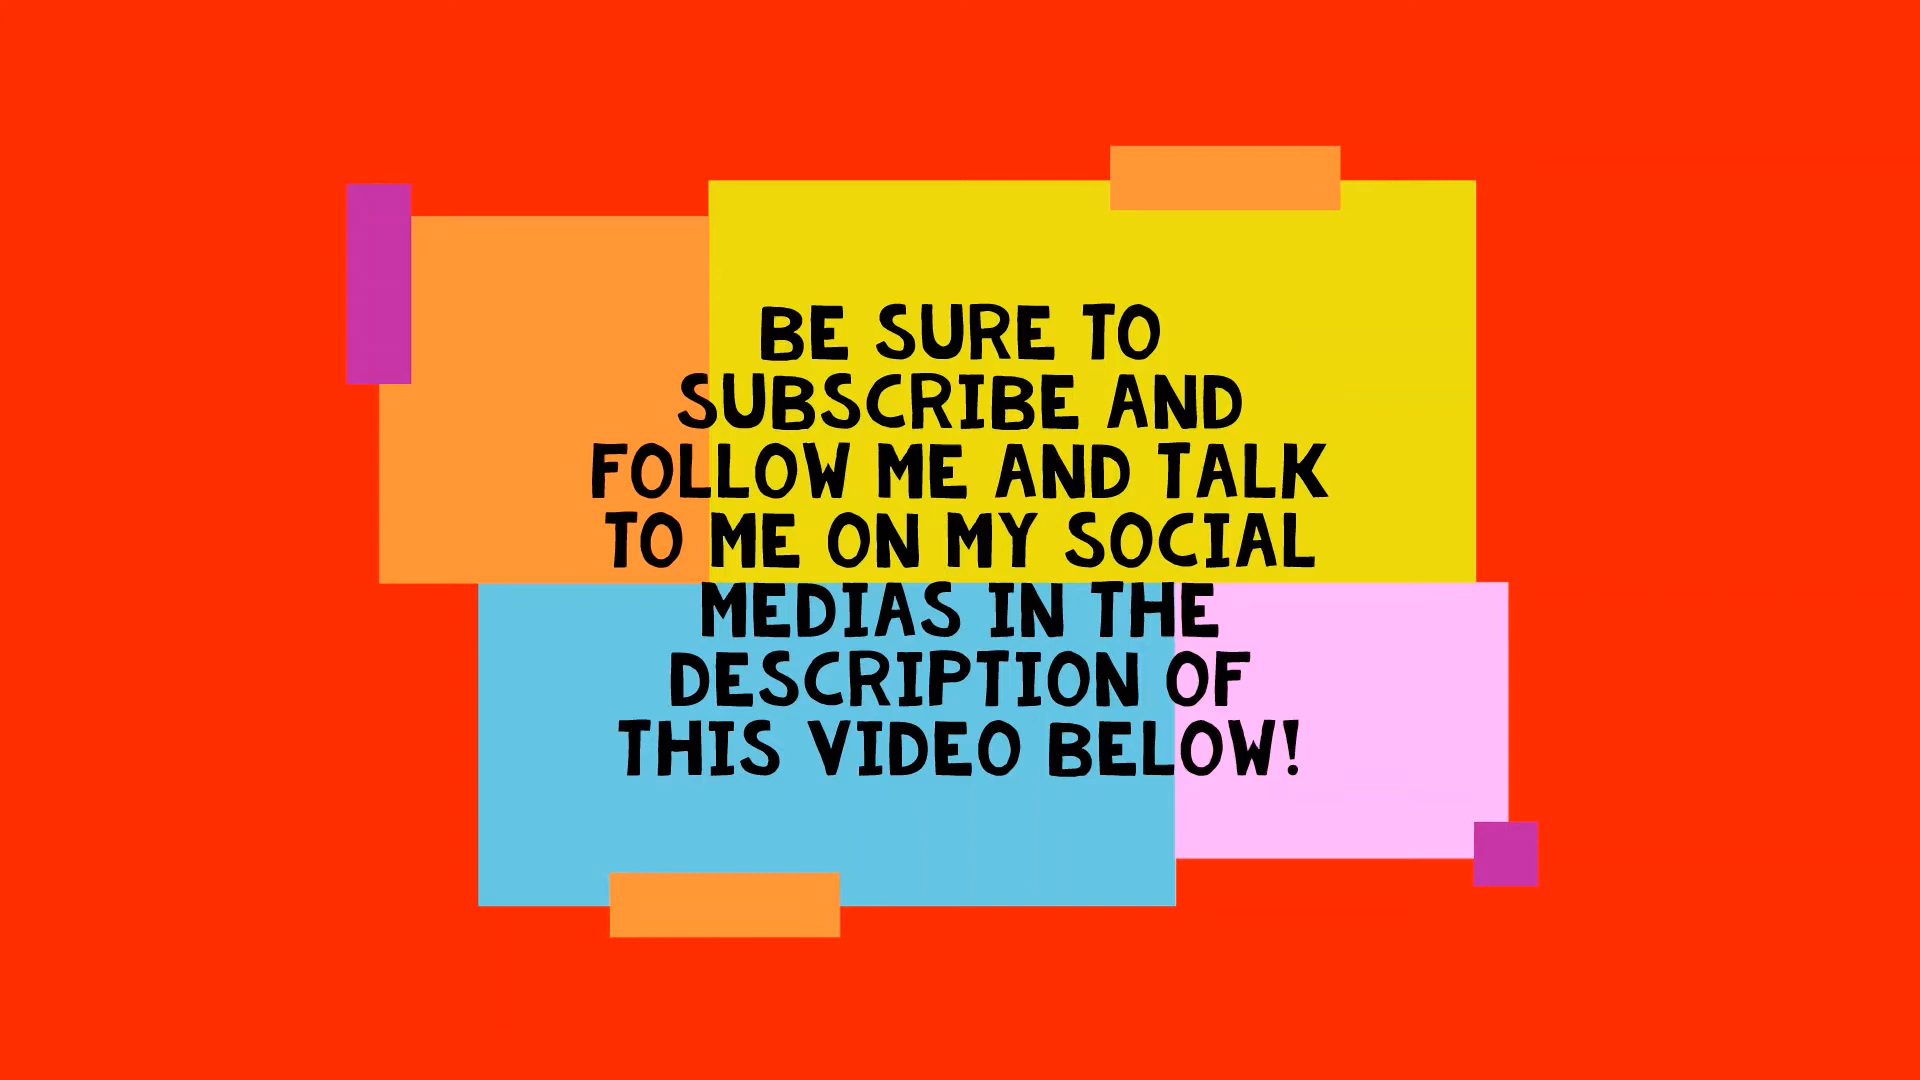 BE SURE TO
SUBSCRIBE AND
FOLLOW ME AND TALK
TO ME ON MY SOCIAL
MEDIAS IN THE
DESCRIPTION OF
THIS VIDEO BELOW!